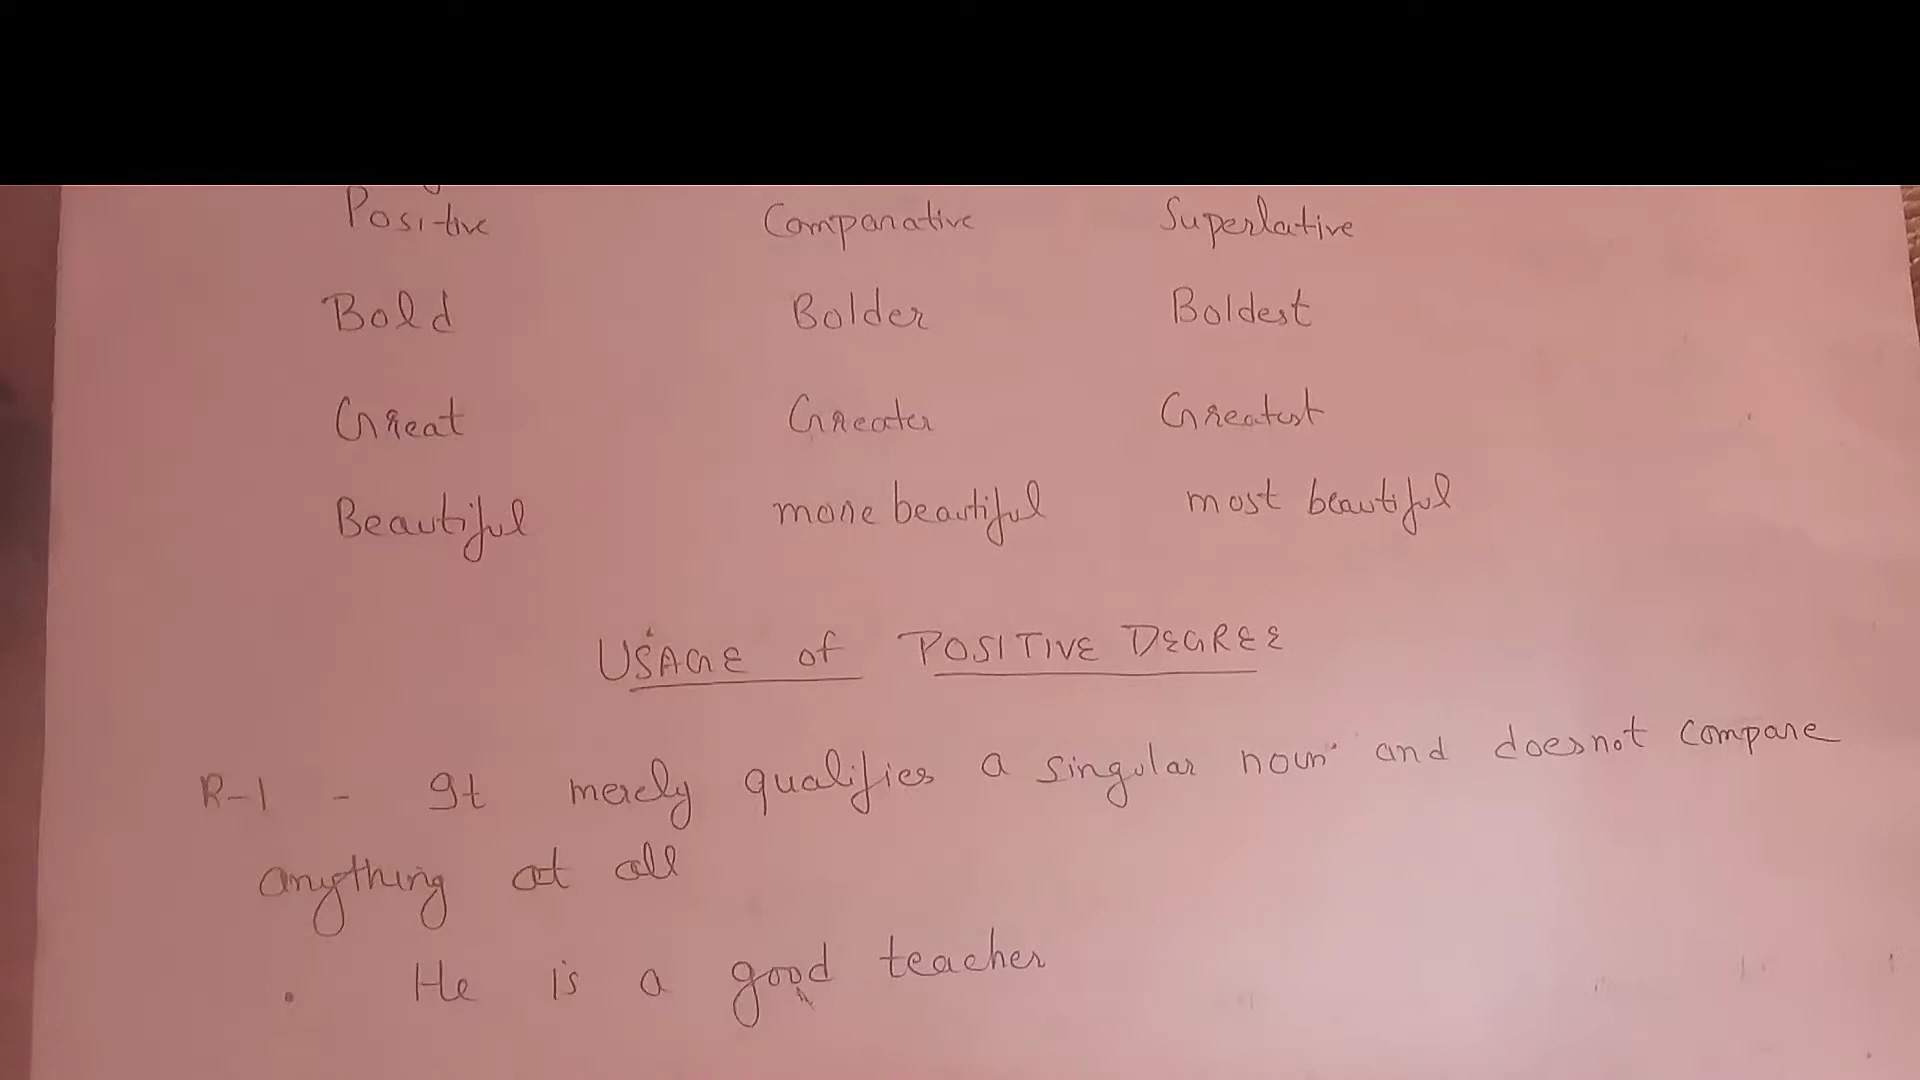 Positive Comparative Superlative
Bold Bolder Boldest
Great Greater Greatest
Beautiful more beautiful most beautiful
USAGE of POSITIVE DEGREE
R-1 - It merely qualifies a singular noun and doesnot compare
anything at all
• He is a good teacher